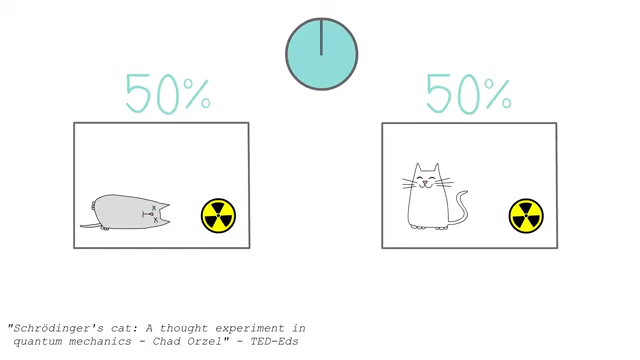 50%
50%
"Schrödinger's cat: A thought experiment in
quantum mechanics - Chad Orzel" - TED-Eds